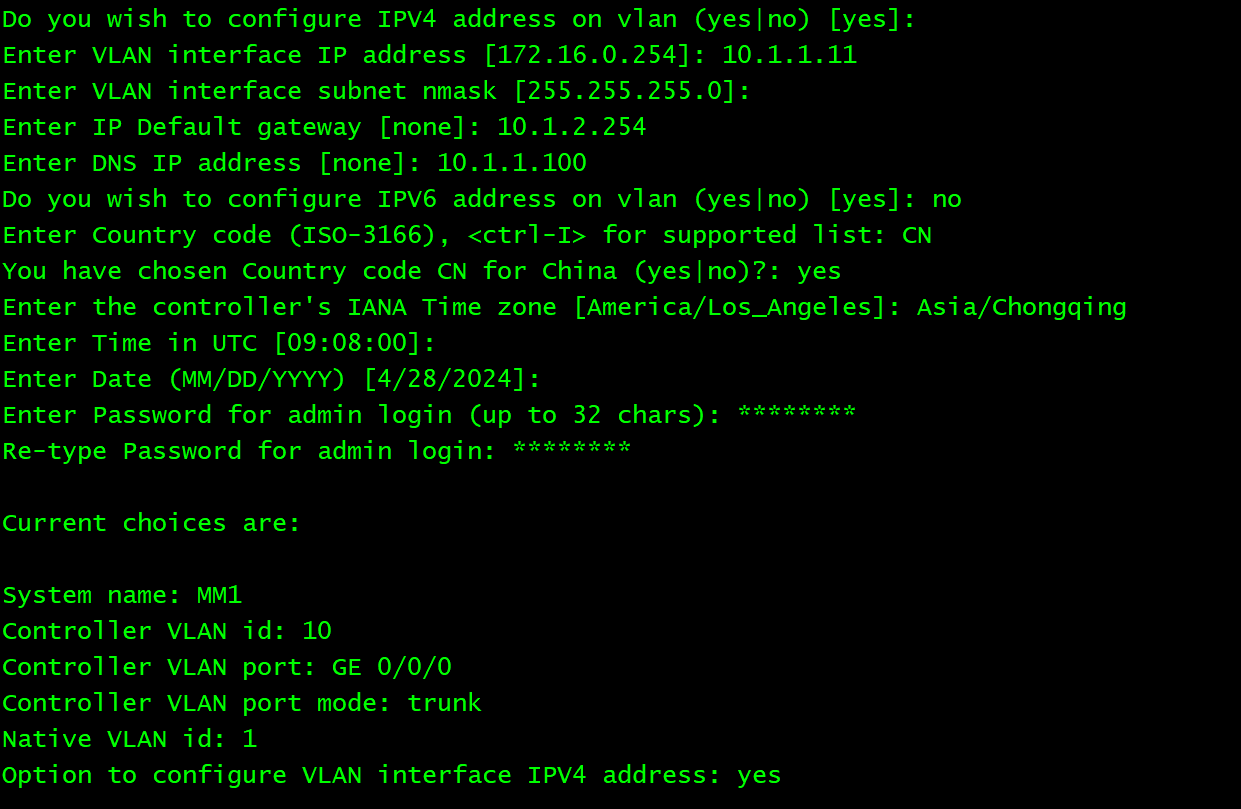 Do you wish to configure IPV4 address on vlan (yes|no) [yes]:
Enter VLAN interface IP address [172.16.0.254]: 10.1.1.11
Enter VLAN interface subnet nmask [255.255.255.0]:
Enter IP Default gateway [none]: 10.1.2.254
Enter DNS IP address [none]: 10.1.1.100
Do you wish to configure IPV6 address on vlan (yes|no) [yes]: no
Enter Country code (ISO-3166), <ctrl-I> for supported list: CN
You have chosen Country code CN for China (yes|no)?: yes
Enter the controller's IANA Time zone [America/Los_Angeles]: Asia/Chongqing
Enter Time in UTC [09:08:00]:
Enter Date (MM/DD/YYYY) [4/28/2024]:
Enter Password for admin login (up to 32 chars): ********
Re-type Password for admin login: ********
Current choices are:
System name: MM1
Controller VLAN id: 10
Controller VLAN port: GE 0/0/0
Controller VLAN port mode: trunk
Native VLAN id: 1
Option to configure VLAN interface IPV4 address: yes